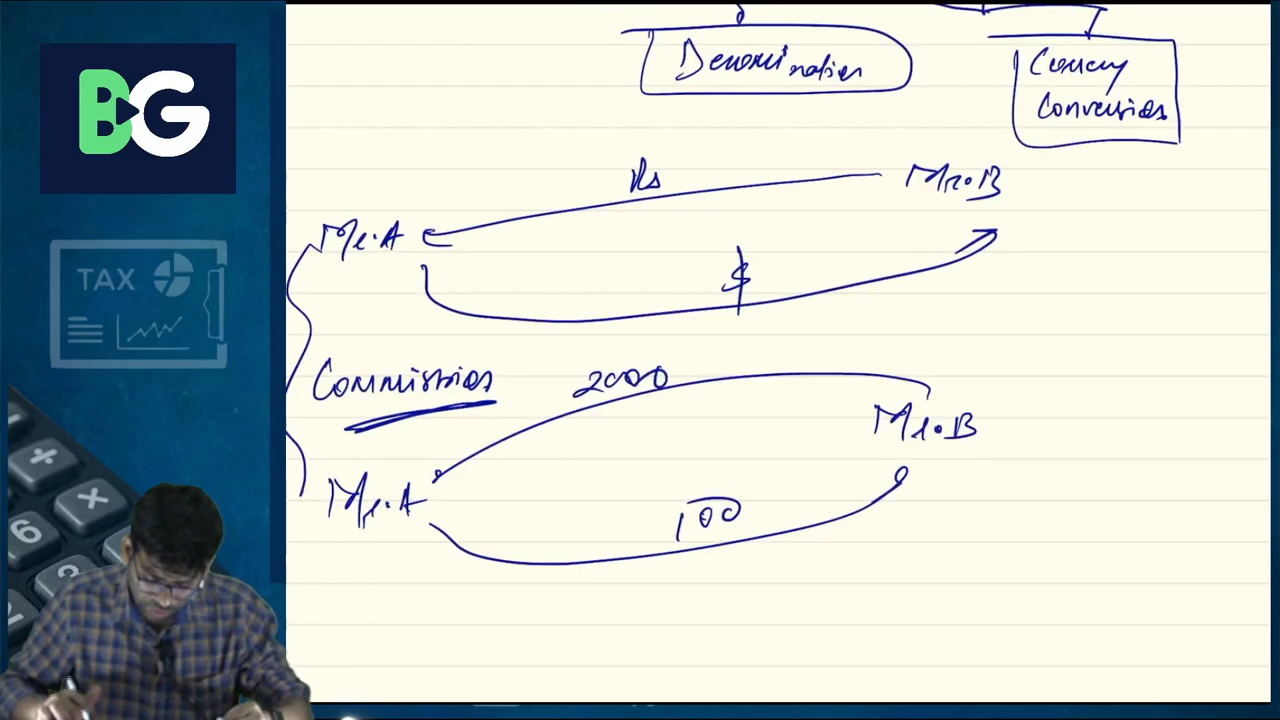 Denomination
Currency
Conversion
BG
Rs
Mr.B
Mr.A
TAX
$
Commission
2000
Mr.B
Mr.A
100